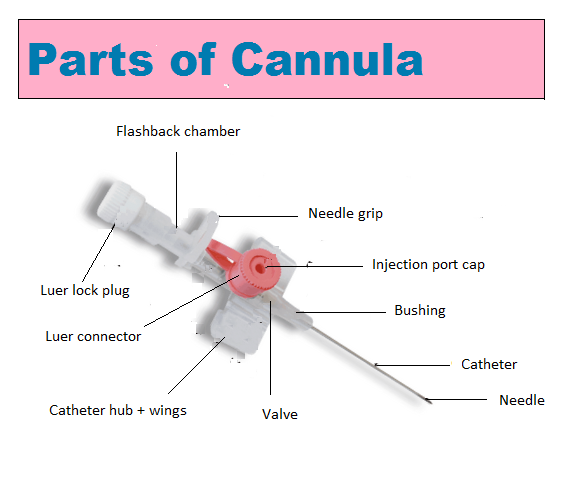 Parts of Cannula
Flashback chamber
Needle grip
Injection port cap
Luer lock plug
Bushing
Luer connector
Catheter
Needle
Catheter hub + wings
Valve